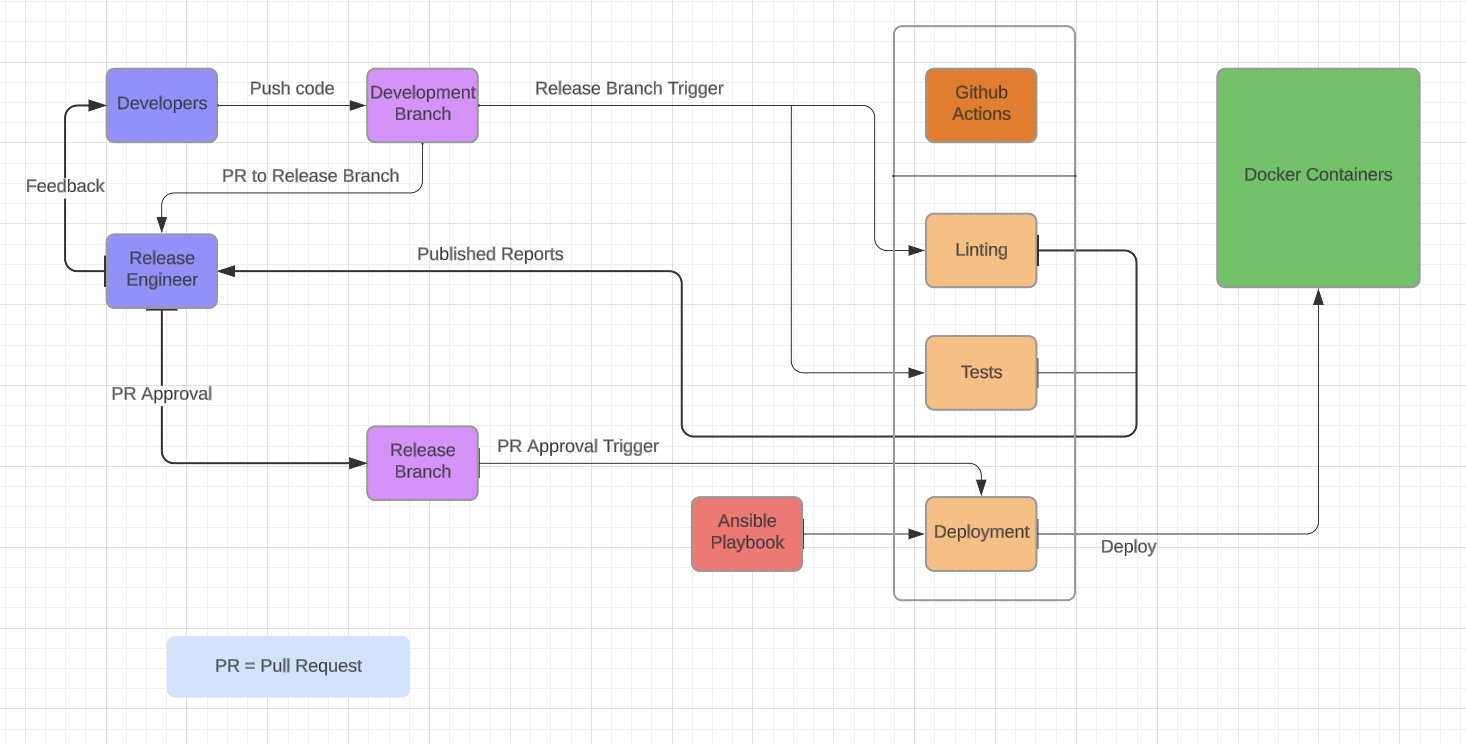 Developers
Push code
Development
Branch
Release Branch Trigger
Github
Actions
Docker Containers
PR to Release Branch
Feedback
Release
Engineer
Published Reports
Linting
Tests
PR Approval
Release
Branch
PR Approval Trigger
Ansible
Playbook
Deployment
Deploy
PR = Pull Request